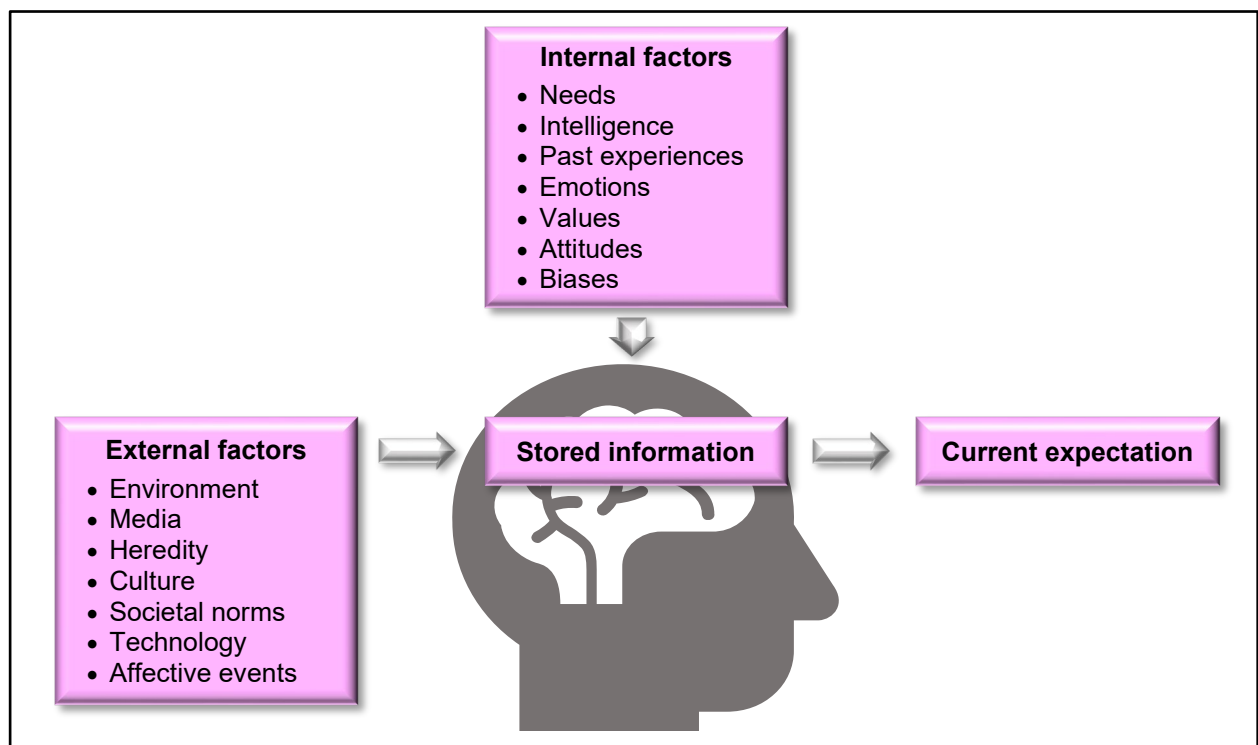 Internal factors
• Needs
• Intelligence
• Past experiences
• Emotions
• Values
• Attitudes
• Biases
External factors
• Environment
• Media
• Heredity
• Culture
• Societal norms
• Technology
• Affective events
Stored information
Current expectation